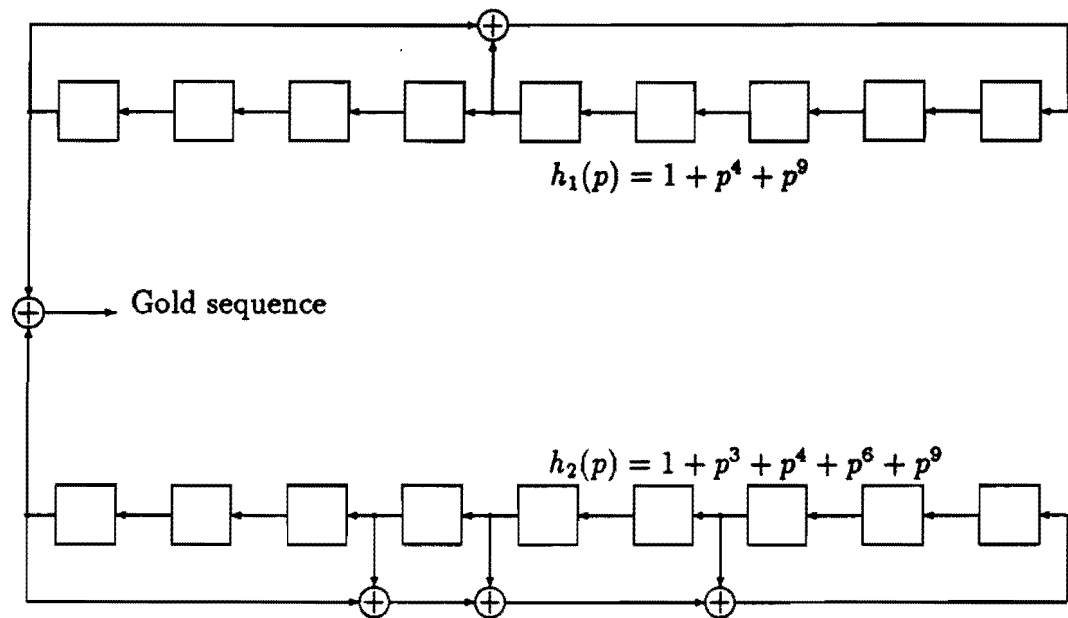 h₁(p) = 1 + p⁴ + p⁹
Gold sequence
h₂(p) = 1 + p³ + p⁴ + p⁶ + p⁹